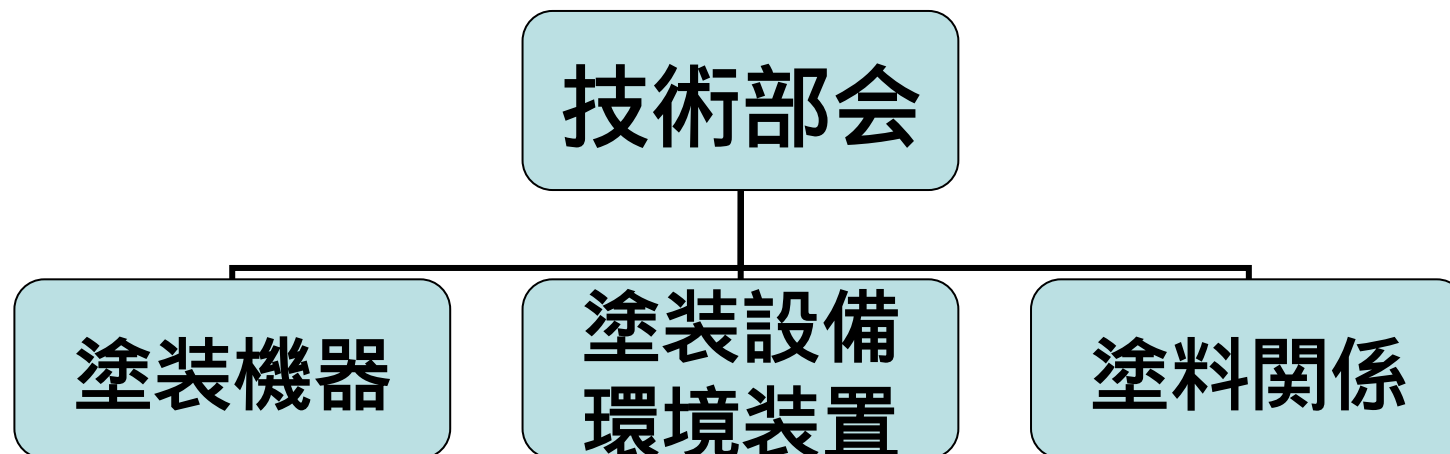 技術部会
塗装機器
塗装設備
環境装置
塗料関係